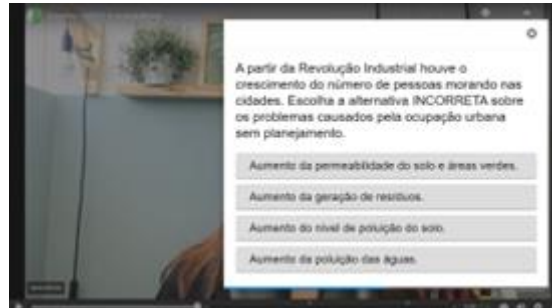 A partir da Revolução Industrial houve o
crescimento do número de pessoas morando nas
cidades. Escolha a alternativa INCORRETA sobre
os problemas causados pela ocupação urbana
sem planejamento.
Aumento da permeabilidade do solo e áreas verdes.
Aumento da geração de resíduos.
Aumento do nível de poluição do solo.
Aumento da poluição das águas.